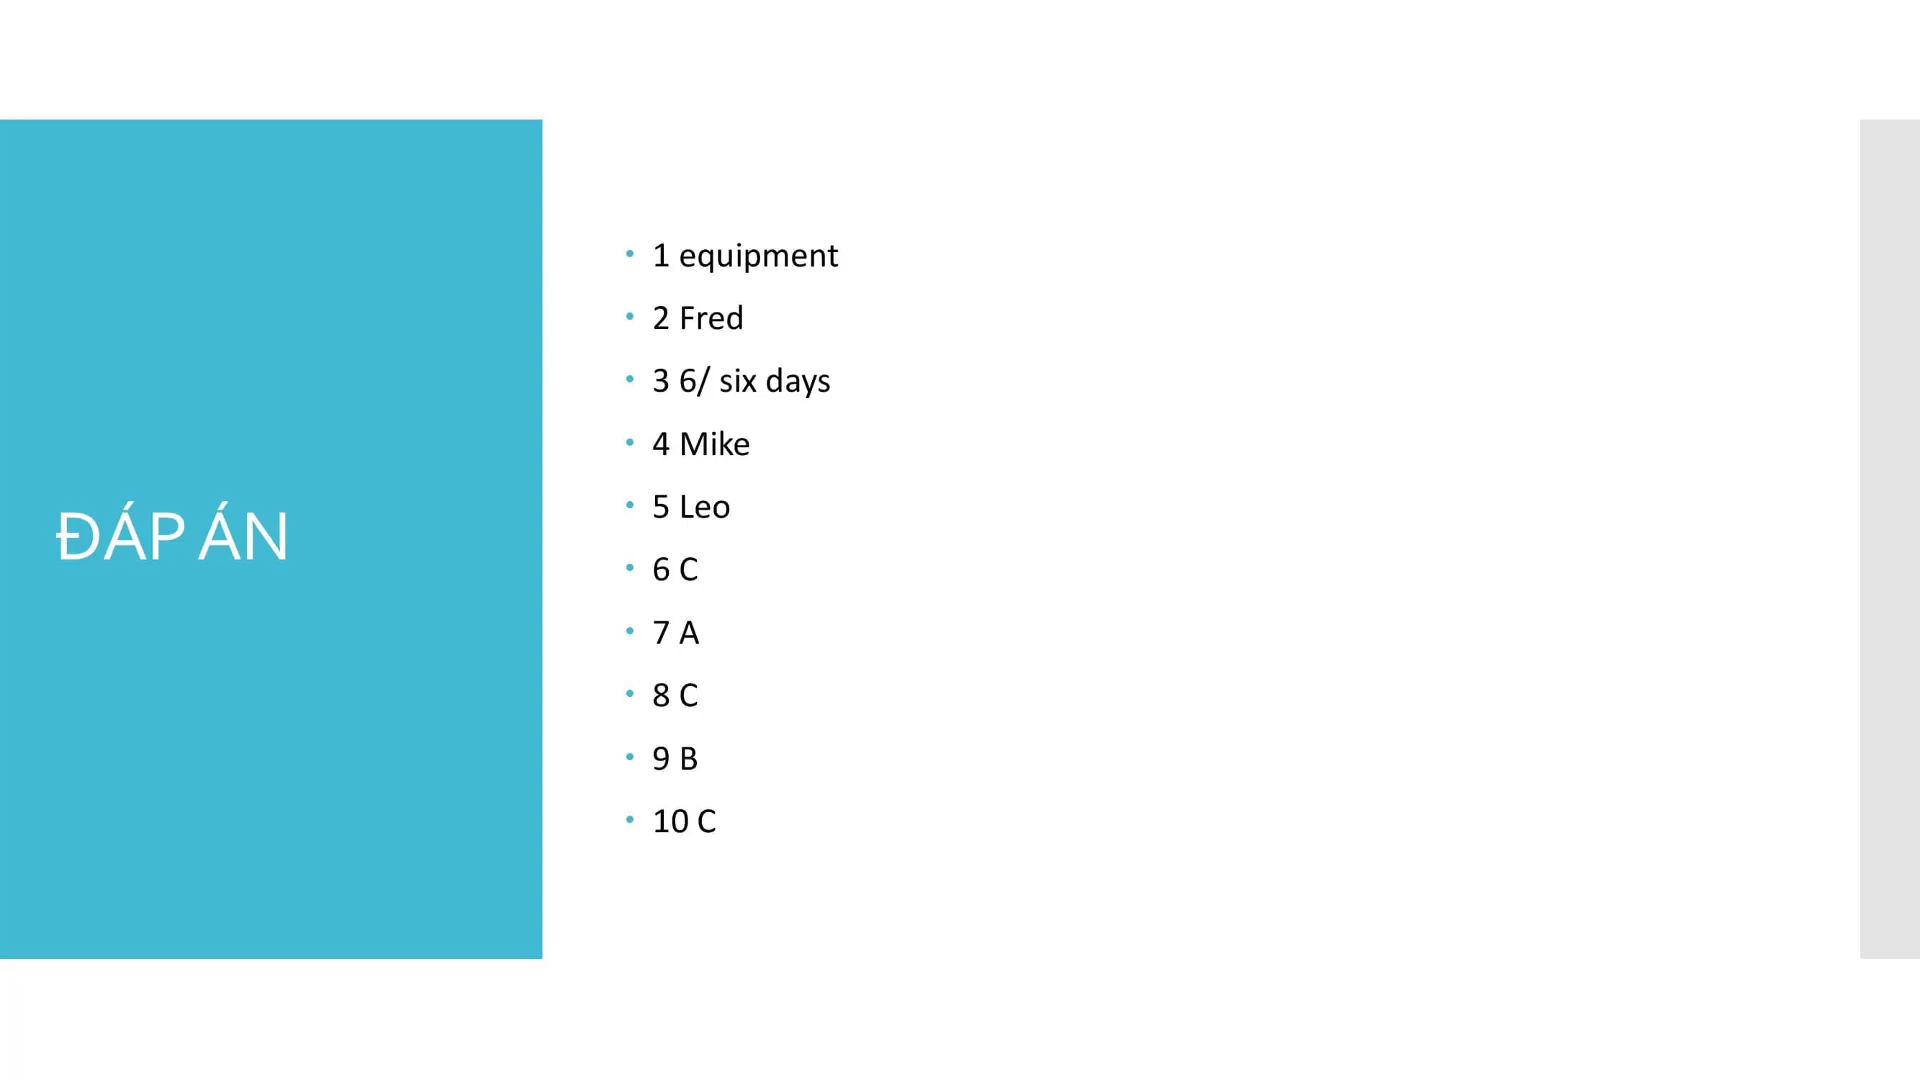 ĐÁP ÁN
• 1 equipment
• 2 Fred
• 3 6/ six days
• 4 Mike
• 5 Leo
• 6 C
• 7 A
• 8 C
• 9 B
• 10 C